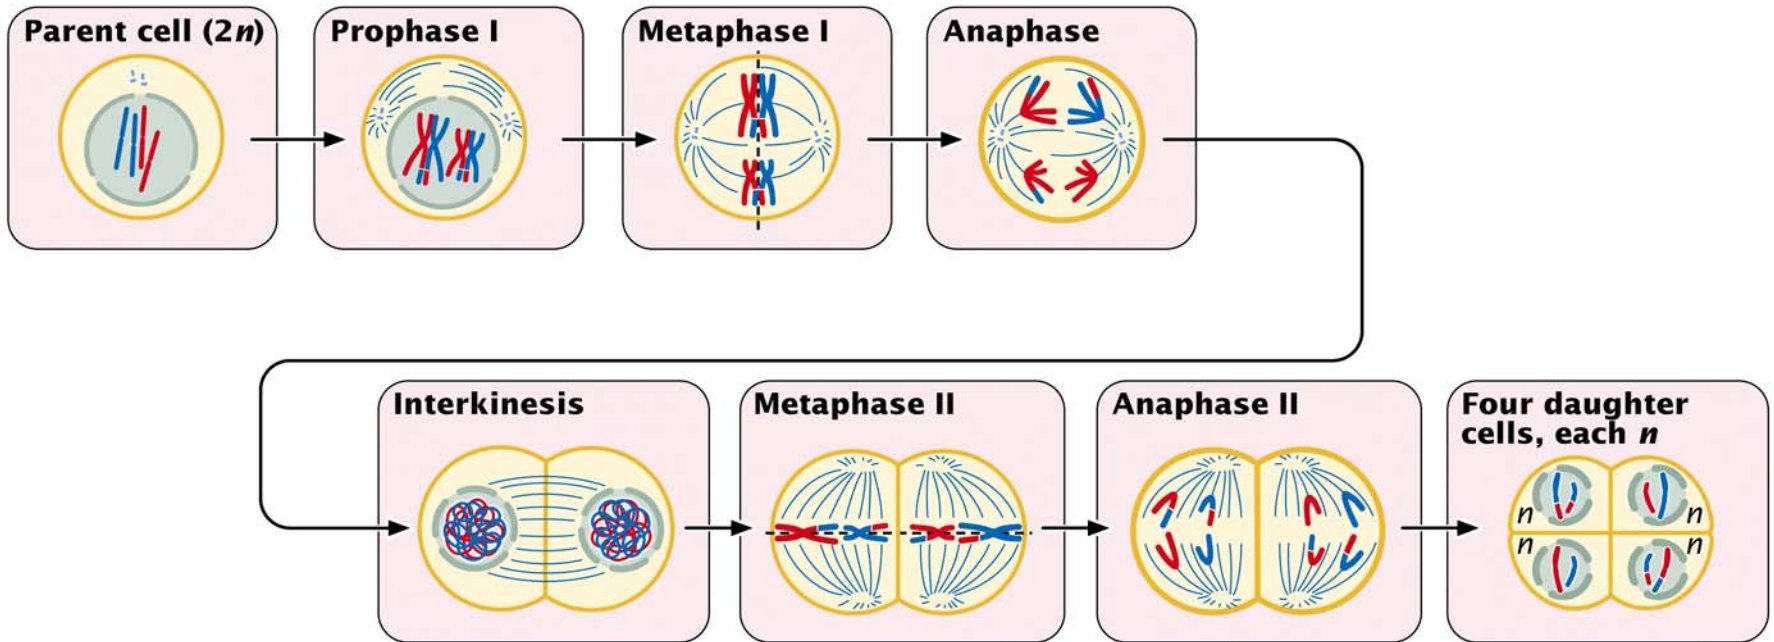 Parent cell (2n)
Prophase I
Metaphase I
Anaphase
Interkinesis
Metaphase II
Anaphase II
Four daughter
cells, each n
n
n
n
n